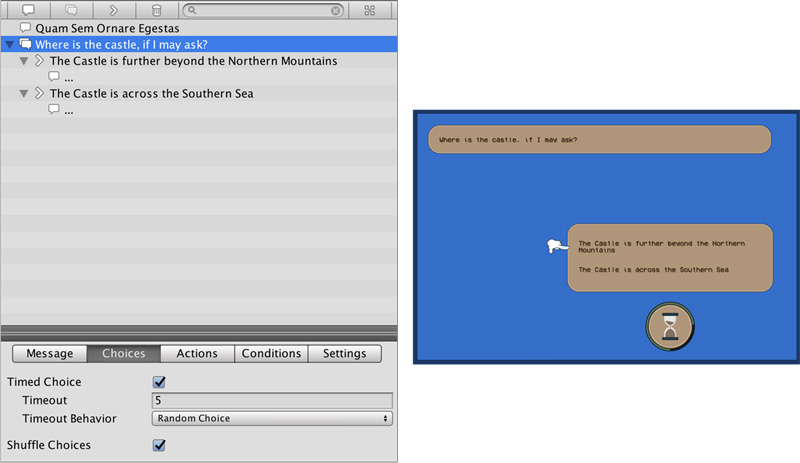 Quam Sem Ornare Egestas
Where is the castle, if I may ask?
The Castle is further beyond the Northern Mountains
...
The Castle is across the Southern Sea
...
Message Choices Actions Conditions Settings
Timed Choice
Timeout 5
Timeout Behavior Random Choice
Shuffle Choices
Where is the castle, if I may ask?
The Castle is further beyond the Northern
Mountains
The Castle is across the Southern Sea